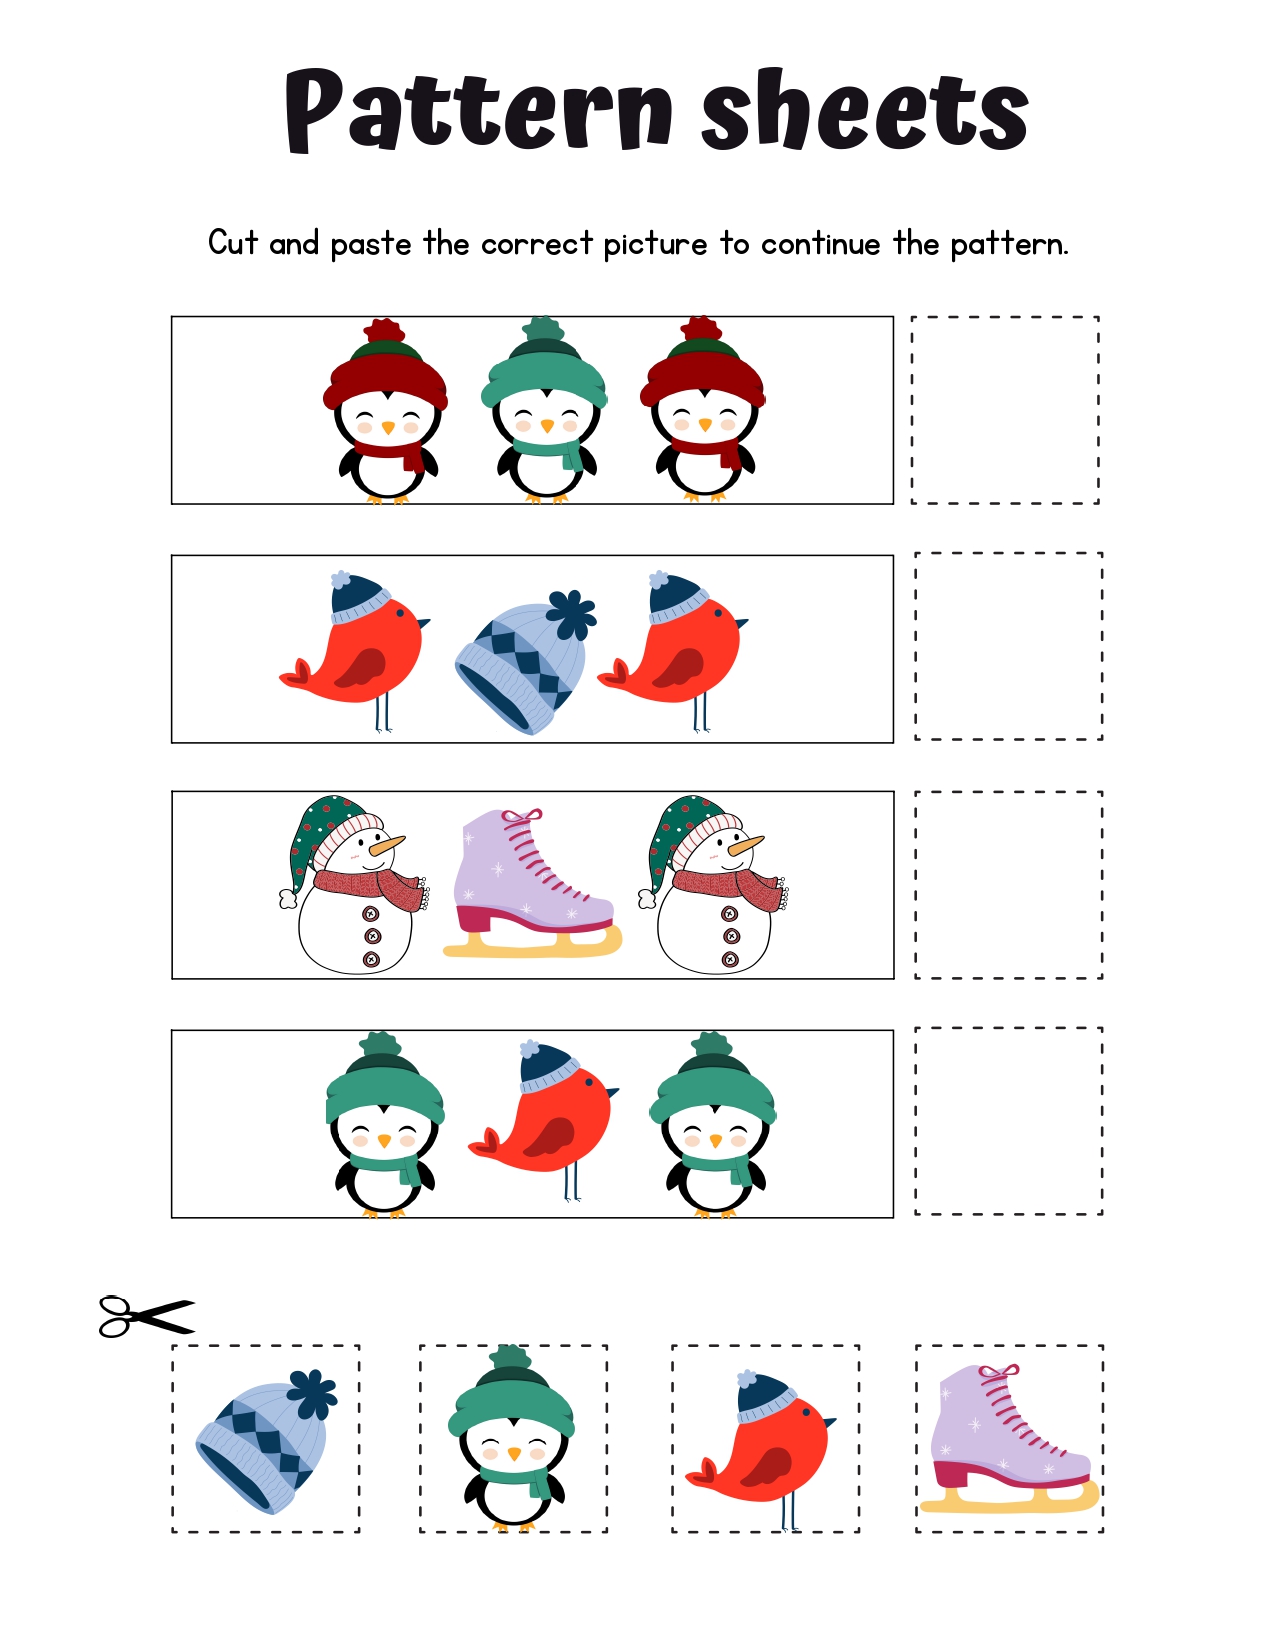 Pattern sheets
Cut and paste the correct picture to continue the pattern.